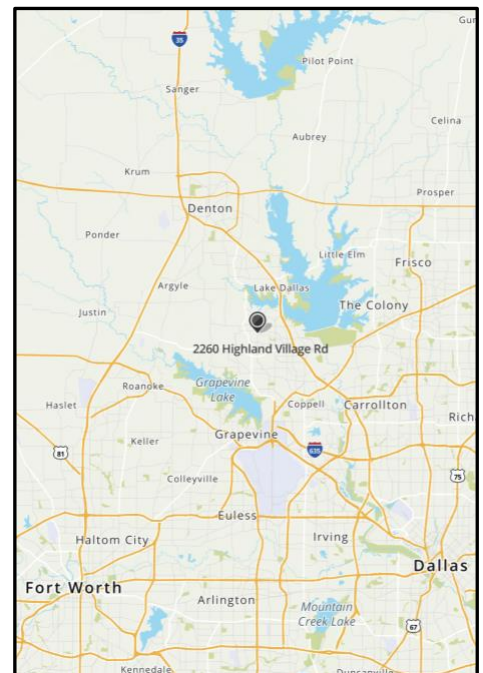 35
Gun
Pilot Point
Sanger
Celina
Aubrey
Krum
Prosper
Denton
Ponder
Little Elm
Frisco
Argyle
Lake Dallas
The Colony
Justin
2260 Highland Village Rd
Roanoke
Grapevine
Lake
Haslet
Coppell
Carrollton
Rich
Grapevine
Keller
635
81
75
Colleyville
Euless
Haltom City
Irving
Dallas
Fort Worth
Arlington
Mountain
Creek Lake
67
Kennedale
Duncanville